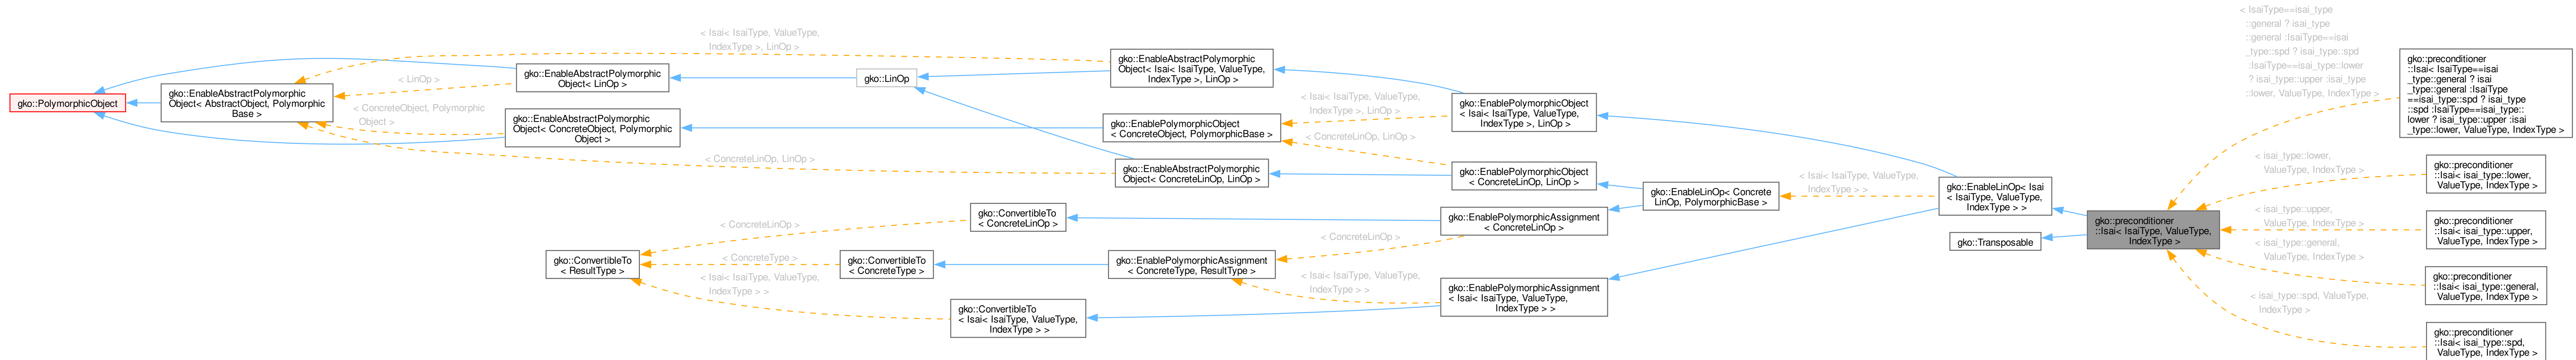 gko::PolymorphicObject
gko::EnableAbstractPolymorphic
Object< AbstractObject, Polymorphic
Base >
< Isai< IsaiType, ValueType,
IndexType >, LinOp >
< LinOp >
< ConcreteObject, Polymorphic
Object >
< ConcreteLinOp, LinOp >
gko::EnableAbstractPolymorphic
Object< LinOp >
gko::EnableAbstractPolymorphic
Object< ConcreteObject, Polymorphic
Object >
gko::ConvertibleTo
< ResultType >
< ConcreteLinOp >
< ConcreteType >
< Isai< IsaiType, ValueType,
IndexType > >
gko::LinOp
gko::ConvertibleTo
< ConcreteType >
gko::ConvertibleTo
< ConcreteLinOp >
gko::ConvertibleTo
< Isai< IsaiType, ValueType,
IndexType > >
gko::EnableAbstractPolymorphic
Object< Isai< IsaiType, ValueType,
IndexType >, LinOp >
gko::EnablePolymorphicObject
< ConcreteObject, PolymorphicBase >
gko::EnableAbstractPolymorphic
Object< ConcreteLinOp, LinOp >
gko::EnablePolymorphicAssignment
< ConcreteType, ResultType >
< Isai< IsaiType, ValueType,
IndexType >, LinOp >
< ConcreteLinOp, LinOp >
< ConcreteLinOp >
< Isai< IsaiType, ValueType,
IndexType > >
gko::EnablePolymorphicObject
< Isai< IsaiType, ValueType,
IndexType >, LinOp >
gko::EnablePolymorphicObject
< ConcreteLinOp, LinOp >
gko::EnablePolymorphicAssignment
< ConcreteLinOp >
gko::EnablePolymorphicAssignment
< Isai< IsaiType, ValueType,
IndexType > >
gko::EnableLinOp< Concrete
LinOp, PolymorphicBase >
< Isai< IsaiType, ValueType,
IndexType > >
gko::EnableLinOp< Isai
< IsaiType, ValueType,
IndexType > >
gko::Transposable
gko::preconditioner
::Isai< IsaiType, ValueType,
IndexType >
< IsaiType==isai_type
::general ? isai_type
::general :IsaiType==isai
_type::spd ? isai_type::spd
:IsaiType==isai_type::lower
? isai_type::upper :isai_type
::lower, ValueType, IndexType >
< isai_type::lower,
ValueType, IndexType >
< isai_type::upper,
ValueType, IndexType >
< isai_type::general,
ValueType, IndexType >
< isai_type::spd, ValueType,
IndexType >
gko::preconditioner
::Isai< IsaiType==isai
_type::general ? isai
_type::general :IsaiType
==isai_type::spd ? isai_type
::spd :IsaiType==isai_type::
lower ? isai_type::upper :isai
_type::lower, ValueType, IndexType >
gko::preconditioner
::Isai< isai_type::lower,
ValueType, IndexType >
gko::preconditioner
::Isai< isai_type::upper,
ValueType, IndexType >
gko::preconditioner
::Isai< isai_type::general,
ValueType, IndexType >
gko::preconditioner
::Isai< isai_type::spd,
ValueType, IndexType >